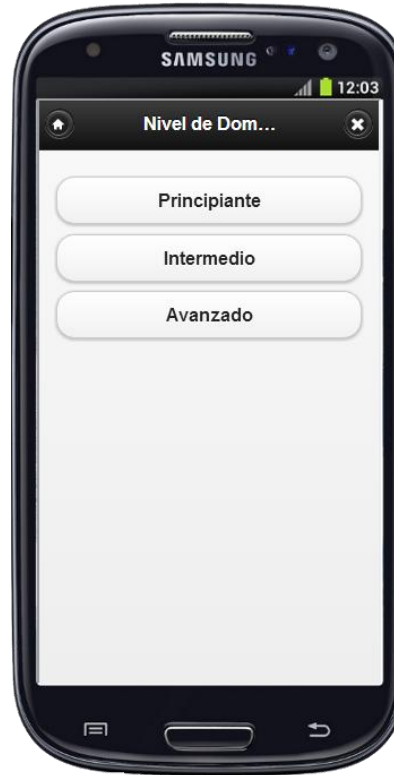 SAMSUNG
12:03
Nivel de Dom...
Principiante
Intermedio
Avanzado